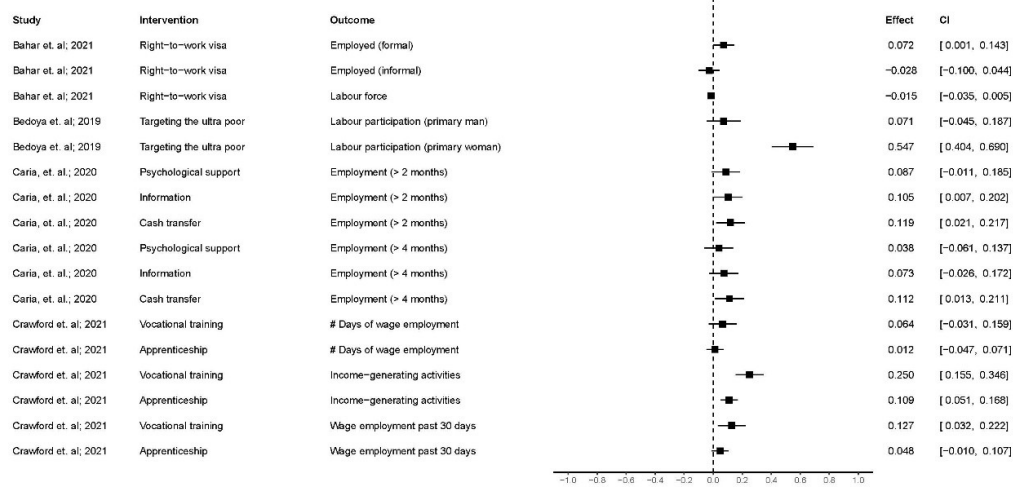 Study Intervention Outcome Effect CI
Bahar et. al; 2021 Right−to−work visa Employed (formal) 0.072 [ 0.001, 0.143]
Bahar et. al; 2021 Right−to−work visa Employed (informal) −0.028 [−0.100, 0.044]
Bahar et. al; 2021 Right−to−work visa Labour force −0.015 [−0.035, 0.005]
Bedoya et. al; 2019 Targeting the ultra poor Labour participation (primary man) 0.071 [−0.045, 0.187]
Bedoya et. al; 2019 Targeting the ultra poor Labour participation (primary woman) 0.547 [ 0.404, 0.690]
Caria, et. al.; 2020 Psychological support Employment (> 2 months) 0.087 [−0.011, 0.185]
Caria, et. al.; 2020 Information Employment (> 2 months) 0.105 [ 0.007, 0.202]
Caria, et. al.; 2020 Cash transfer Employment (> 2 months) 0.119 [ 0.021, 0.217]
Caria, et. al.; 2020 Psychological support Employment (> 4 months) 0.038 [−0.061, 0.137]
Caria, et. al.; 2020 Information Employment (> 4 months) 0.073 [−0.026, 0.172]
Caria, et. al.; 2020 Cash transfer Employment (> 4 months) 0.112 [ 0.013, 0.211]
Crawford et. al; 2021 Vocational training # Days of wage employment 0.064 [−0.031, 0.159]
Crawford et. al; 2021 Apprenticeship # Days of wage employment 0.012 [−0.047, 0.071]
Crawford et. al; 2021 Vocational training Income−generating activities 0.250 [ 0.155, 0.346]
Crawford et. al; 2021 Apprenticeship Income−generating activities 0.109 [ 0.051, 0.168]
Crawford et. al; 2021 Vocational training Wage employment past 30 days 0.127 [ 0.032, 0.222]
Crawford et. al; 2021 Apprenticeship Wage employment past 30 days 0.048 [−0.010, 0.107]
−1.0 −0.8 −0.6 −0.4 −0.2 0.0 0.2 0.4 0.6 0.8 1.0